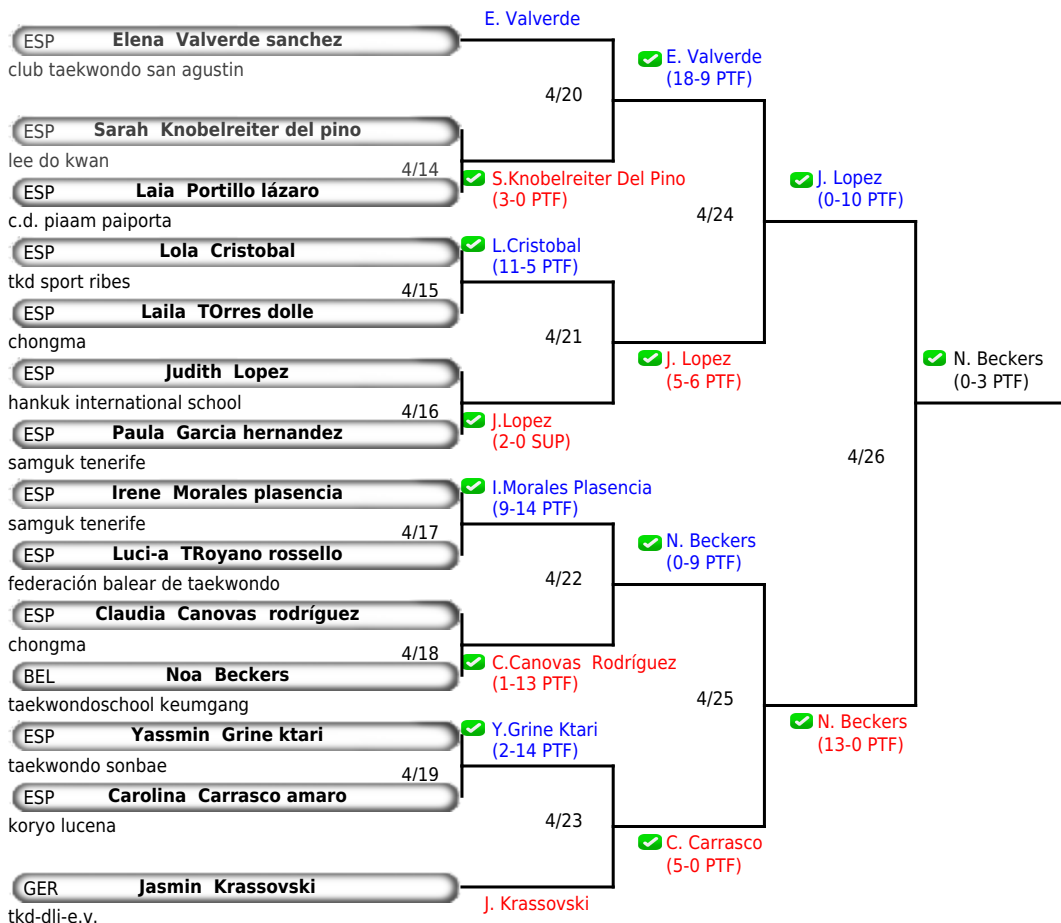 E. Valverde
ESP Elena Valverde sanchez
club taekwondo san agustin
E. Valverde
(18-9 PTF)
4/20
ESP Sarah Knobelreiter del pino
lee do kwan
4/14
S.Knobelreiter Del Pino
(3-0 PTF)
ESP Laia Portillo lázaro
c.d. piaam paiporta
J. Lopez
(0-10 PTF)
4/24
ESP Lola Cristobal
tkd sport ribes
L.Cristobal
(11-5 PTF)
4/15
ESP Laila TOrres dolle
chongma
4/21
J. Lopez
(5-6 PTF)
N. Beckers
(0-3 PTF)
ESP Judith Lopez
hankuk international school
4/16
J.Lopez
(2-0 SUP)
ESP Paula Garcia hernandez
samguk tenerife
4/26
ESP Irene Morales plasencia
samguk tenerife
I.Morales Plasencia
(9-14 PTF)
4/17
ESP Luci-a TRoyano rossello
federación balear de taekwondo
N. Beckers
(0-9 PTF)
4/22
ESP Claudia Canovas rodríguez
chongma
4/18
C.Canovas Rodríguez
(1-13 PTF)
BEL Noa Beckers
taekwondoschool keumgang
4/25
N. Beckers
(13-0 PTF)
ESP Yassmin Grine ktari
taekwondo sonbae
Y.Grine Ktari
(2-14 PTF)
4/19
ESP Carolina Carrasco amaro
koryo lucena
4/23
C. Carrasco
(5-0 PTF)
GER Jasmin Krassovski
tkd-dli-e.v.
J. Krassovski